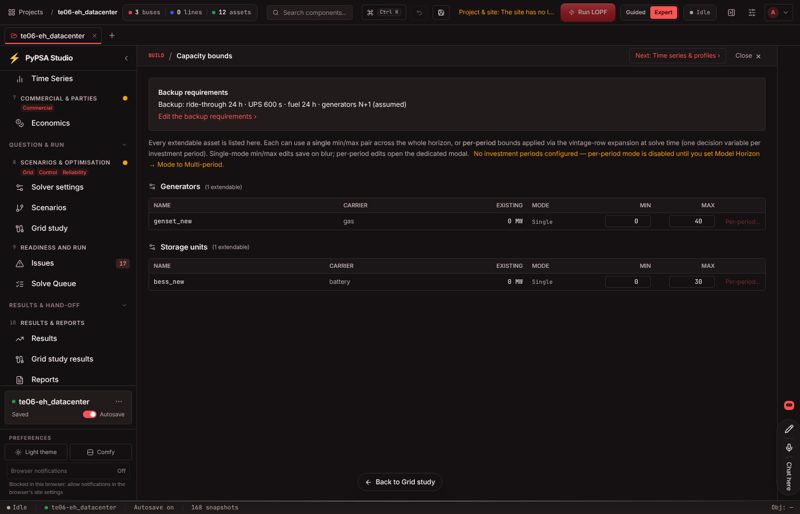 Projects / te06-eh_datacenter
3 buses
0 lines
12 assets
Search components...
Ctrl K
Project & site: The site has no l...
Run LOPF
Guided
Expert
Idle
A
te06-eh_datacenter
PyPSA Studio
Time Series
COMMERCIAL & PARTIES
Commercial
Economics
QUESTION & RUN
SCENARIOS & OPTIMISATION
Grid
Control
Reliability
Solver settings
Scenarios
Grid study
READINESS AND RUN
Issues
17
Solve Queue
RESULTS & HAND-OFF
10
RESULTS & REPORTS
Results
Grid study results
Reports
te06-eh_datacenter
Saved
Autosave
PREFERENCES
Light theme
Comfy
Browser notifications
Off
Blocked in this browser: allow notifications in the
browser's site settings
BUILD / Capacity bounds
Next: Time series & profiles ›
Close ×
Backup requirements
Backup: ride-through 24 h · UPS 600 s · fuel 24 h · generators N+1 (assumed)
Edit the backup requirements ›
Every extendable asset is listed here. Each can use a single min/max pair across the whole horizon, or per-period bounds applied via the vintage-row expansion at solve time (one decision variable per
investment period). Single-mode min/max edits save on blur; per-period edits open the dedicated modal. No investment periods configured — per-period mode is disabled until you set Model Horizon
→ Mode to Multi-period.
Generators (1 extendable)
NAME CARRIER EXISTING MODE MIN MAX
genset_new gas 0 MW Single 0 40 Per-period…
Storage units (1 extendable)
NAME CARRIER EXISTING MODE MIN MAX
bess_new battery 0 MW Single 0 30 Per-period…
← Back to Grid study
Chat here
Idle
te06-eh_datacenter
Autosave on
168 snapshots
Obj: —